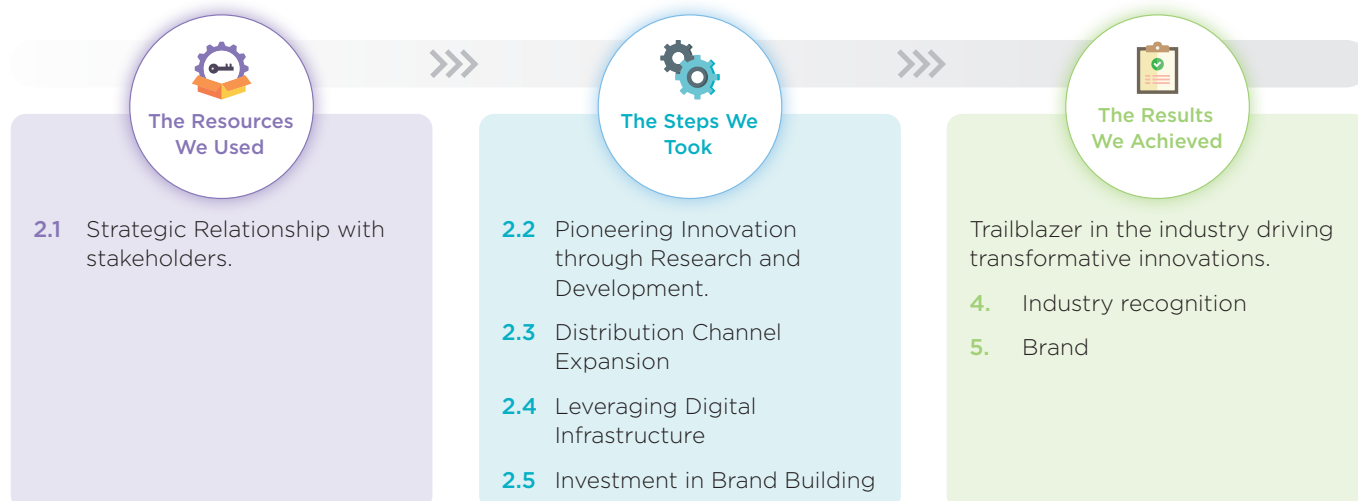 The Resources
We Used
2.1 Strategic Relationship with
stakeholders.
The Steps We
Took
2.2 Pioneering Innovation
through Research and
Development.
2.3 Distribution Channel
Expansion
2.4 Leveraging Digital
Infrastructure
2.5 Investment in Brand Building
The Results
We Achieved
Trailblazer in the industry driving
transformative innovations.
4. Industry recognition
5. Brand